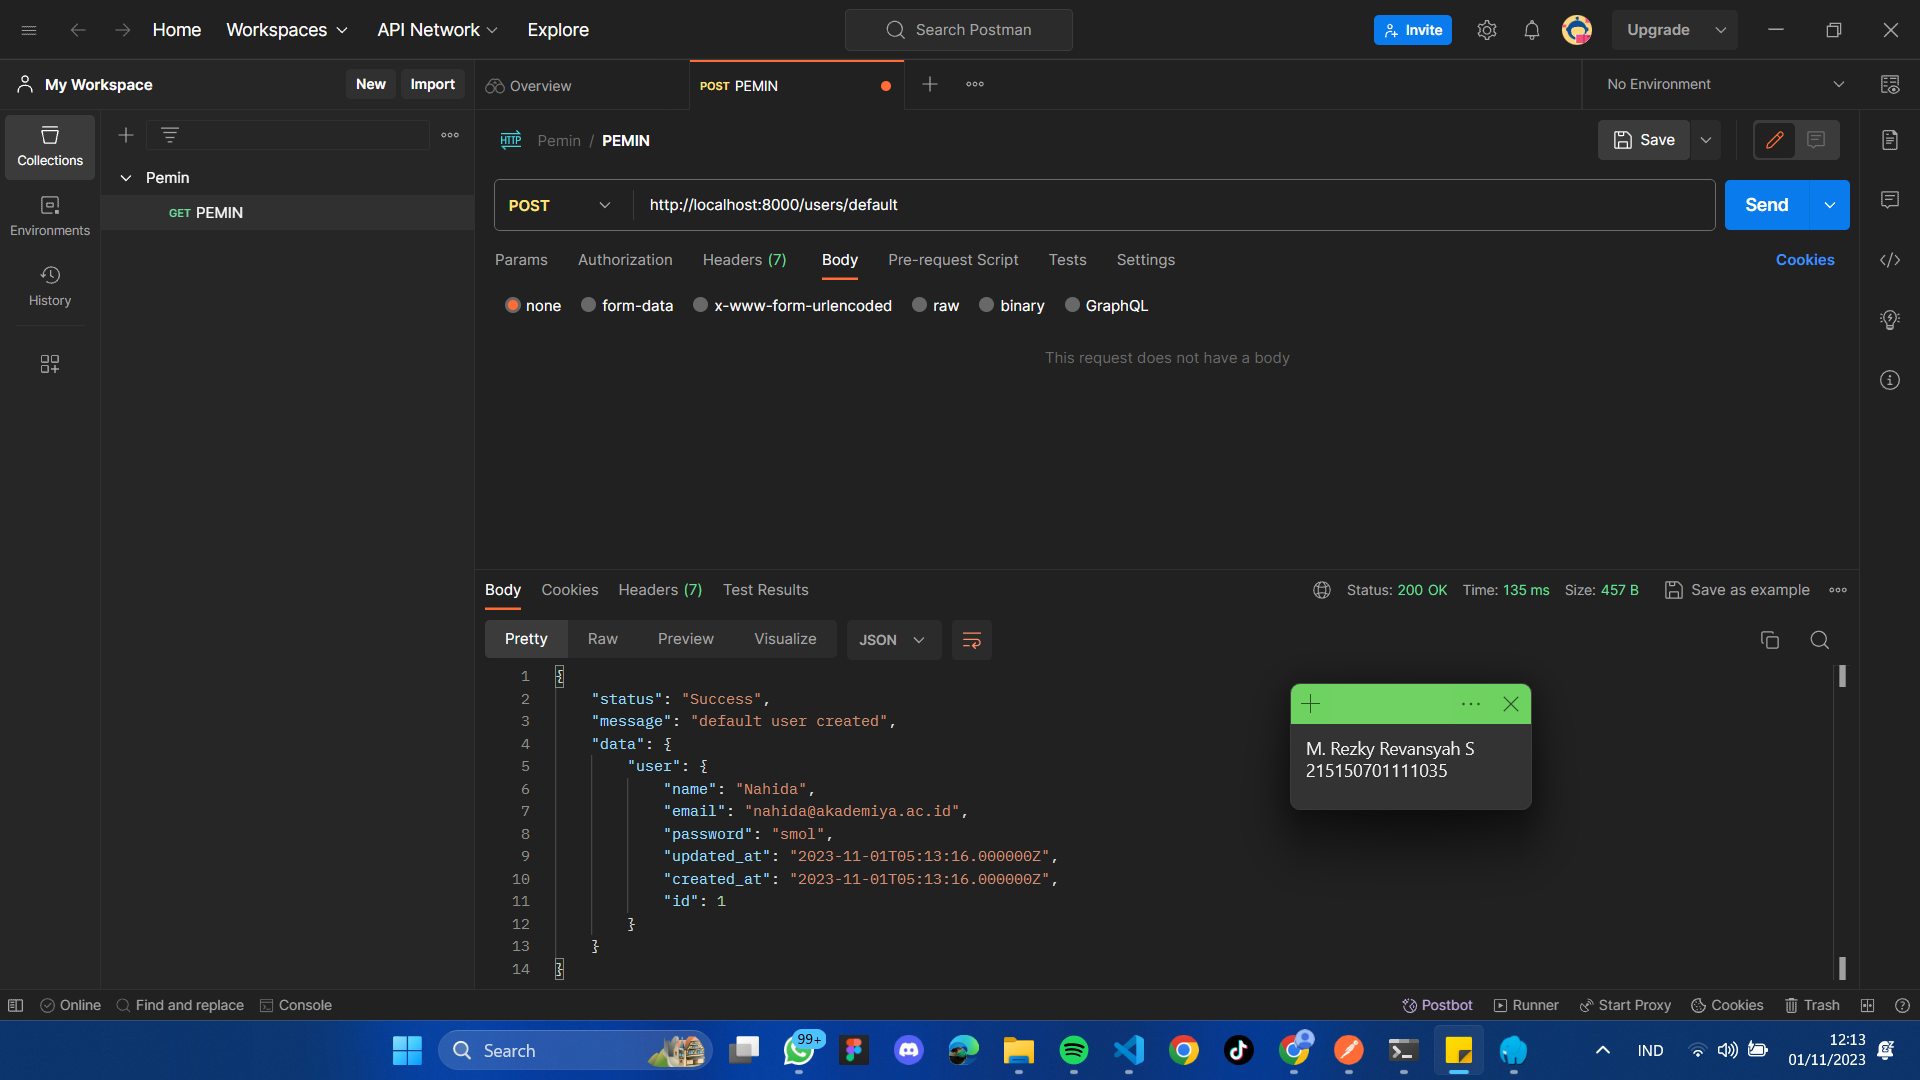 Home Workspaces API Network Explore Search Postman Invite Upgrade
My Workspace New Import Overview POST PEMIN No Environment
Collections
Environments
History
Pemin
GET PEMIN
HTTP Pemin / PEMIN Save
POST http://localhost:8000/users/default Send
Params Authorization Headers (7) Body Pre-request Script Tests Settings Cookies
none form-data x-www-form-urlencoded raw binary GraphQL
This request does not have a body
Body Cookies Headers (7) Test Results Status: 200 OK Time: 135 ms Size: 457 B Save as example
Pretty Raw Preview Visualize JSON
1 {
2 "status": "Success",
3 "message": "default user created",
4 "data": {
5 "user": {
6 "name": "Nahida",
7 "email": "nahida@akademiya.ac.id",
8 "password": "smol",
9 "updated_at": "2023-11-01T05:13:16.000000Z",
10 "created_at": "2023-11-01T05:13:16.000000Z",
11 "id": 1
12 }
13 }
14 }
M. Rezky Revansyah S
215150701111035
Online Find and replace Console Postbot Runner Start Proxy Cookies Trash
Search 99+ IND 12:13
01/11/2023